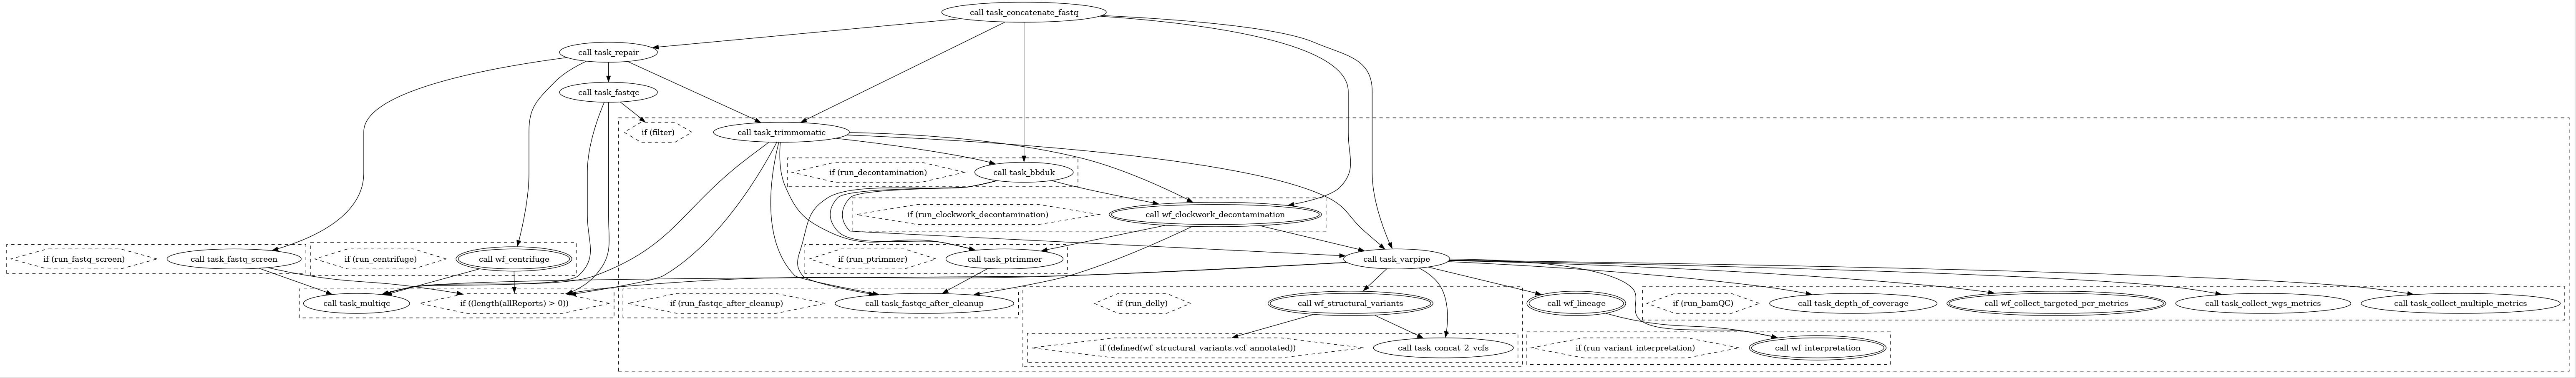 call task_concatenate_fastq
call task_repair
call task_fastqc
if (filter)
call task_trimmomatic
if (run_decontamination)
call task_bbduk
if (run_clockwork_decontamination)
call wf_clockwork_decontamination
if (run_fastq_screen)
call task_fastq_screen
if (run_centrifuge)
call wf_centrifuge
if (run_ptrimmer)
call task_ptrimmer
call task_varpipe
call task_multiqc
if ((length(allReports) > 0))
if (run_fastqc_after_cleanup)
call task_fastqc_after_cleanup
if (run_delly)
call wf_structural_variants
call wf_lineage
if (run_bamQC)
call task_depth_of_coverage
call wf_collect_targeted_pcr_metrics
call task_collect_wgs_metrics
call task_collect_multiple_metrics
if (defined(wf_structural_variants.vcf_annotated))
call task_concat_2_vcfs
if (run_variant_interpretation)
call wf_interpretation